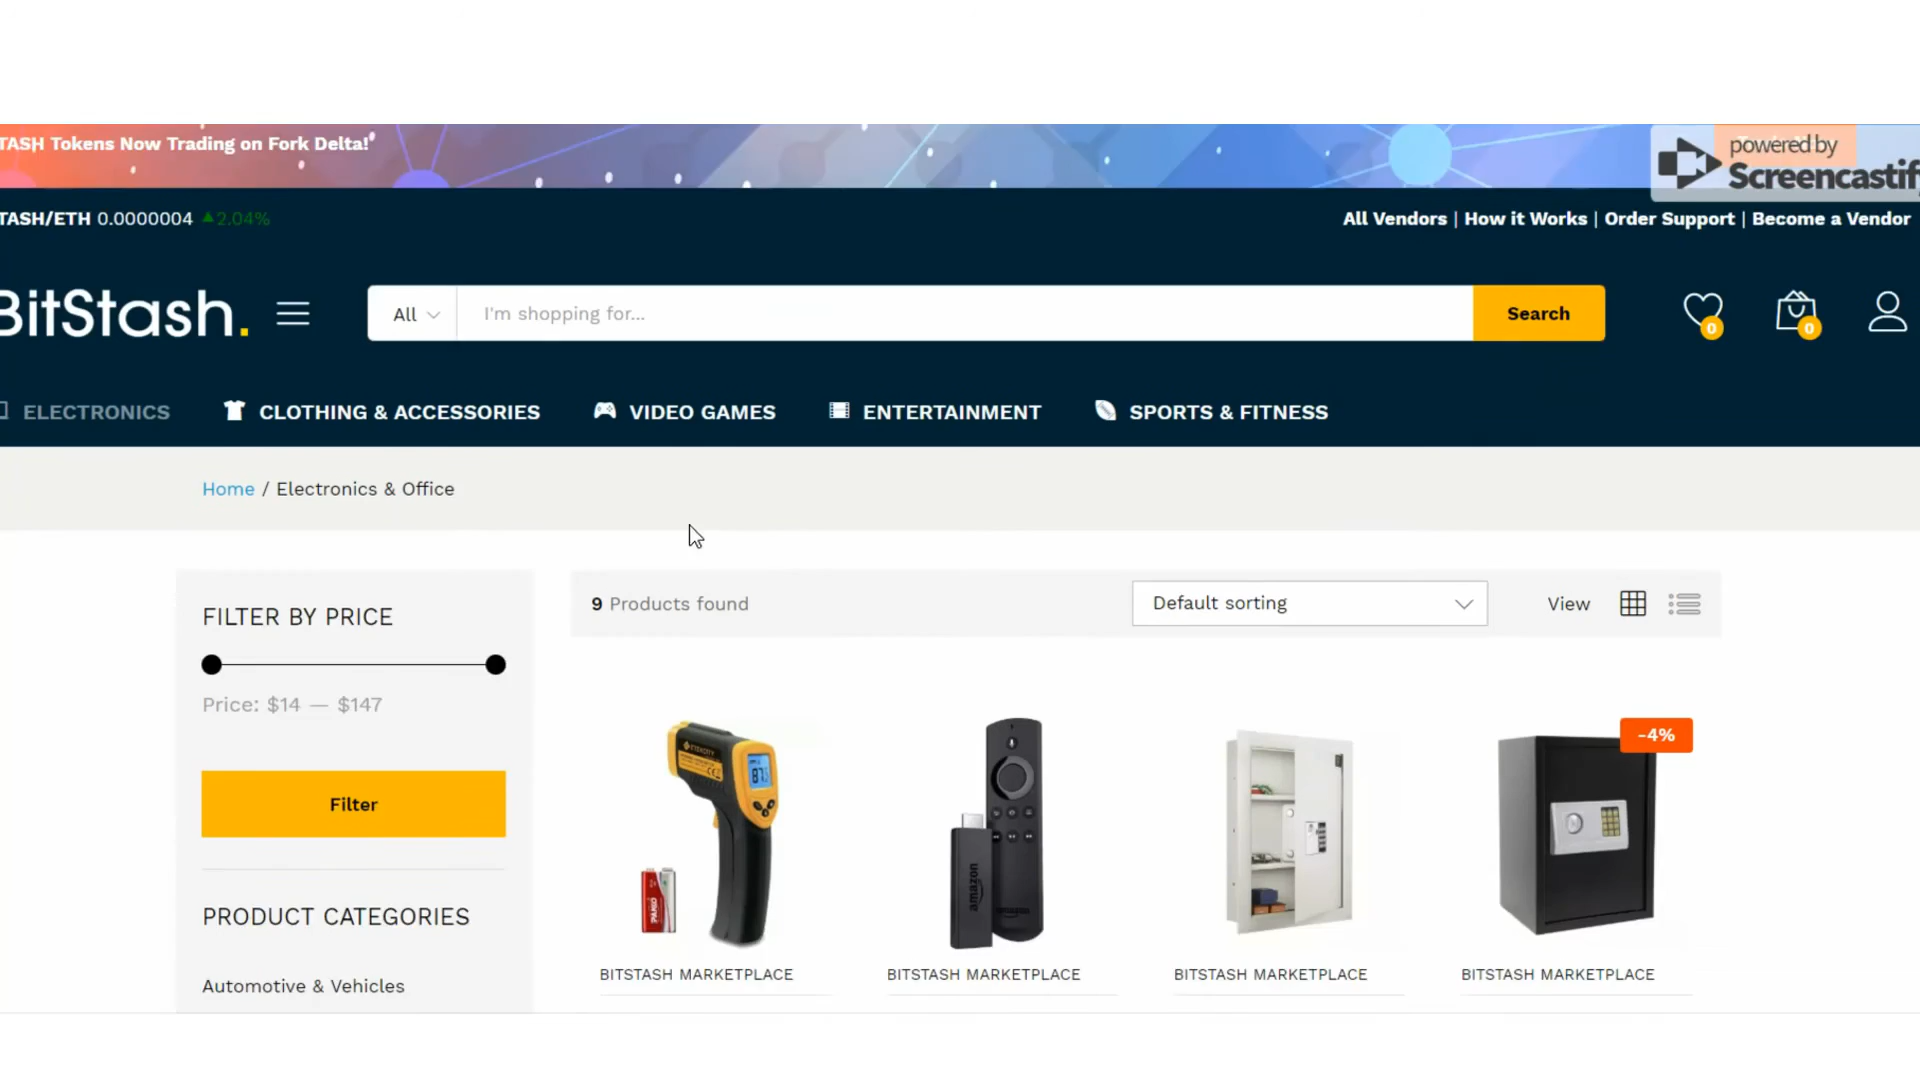 TASH Tokens Now Trading on Fork Delta!
powered by
Screencastify
TASH/ETH 0.0000004 ▲2.04%
All Vendors | How it Works | Order Support | Become a Vendor
BitStash.
All
I'm shopping for...
Search
0
0
ELECTRONICS
CLOTHING & ACCESSORIES
VIDEO GAMES
ENTERTAINMENT
SPORTS & FITNESS
Home / Electronics & Office
FILTER BY PRICE
Price: $14 — $147
Filter
PRODUCT CATEGORIES
Automotive & Vehicles
9 Products found
Default sorting
View
-4%
amazon
BITSTASH MARKETPLACE
BITSTASH MARKETPLACE
BITSTASH MARKETPLACE
BITSTASH MARKETPLACE